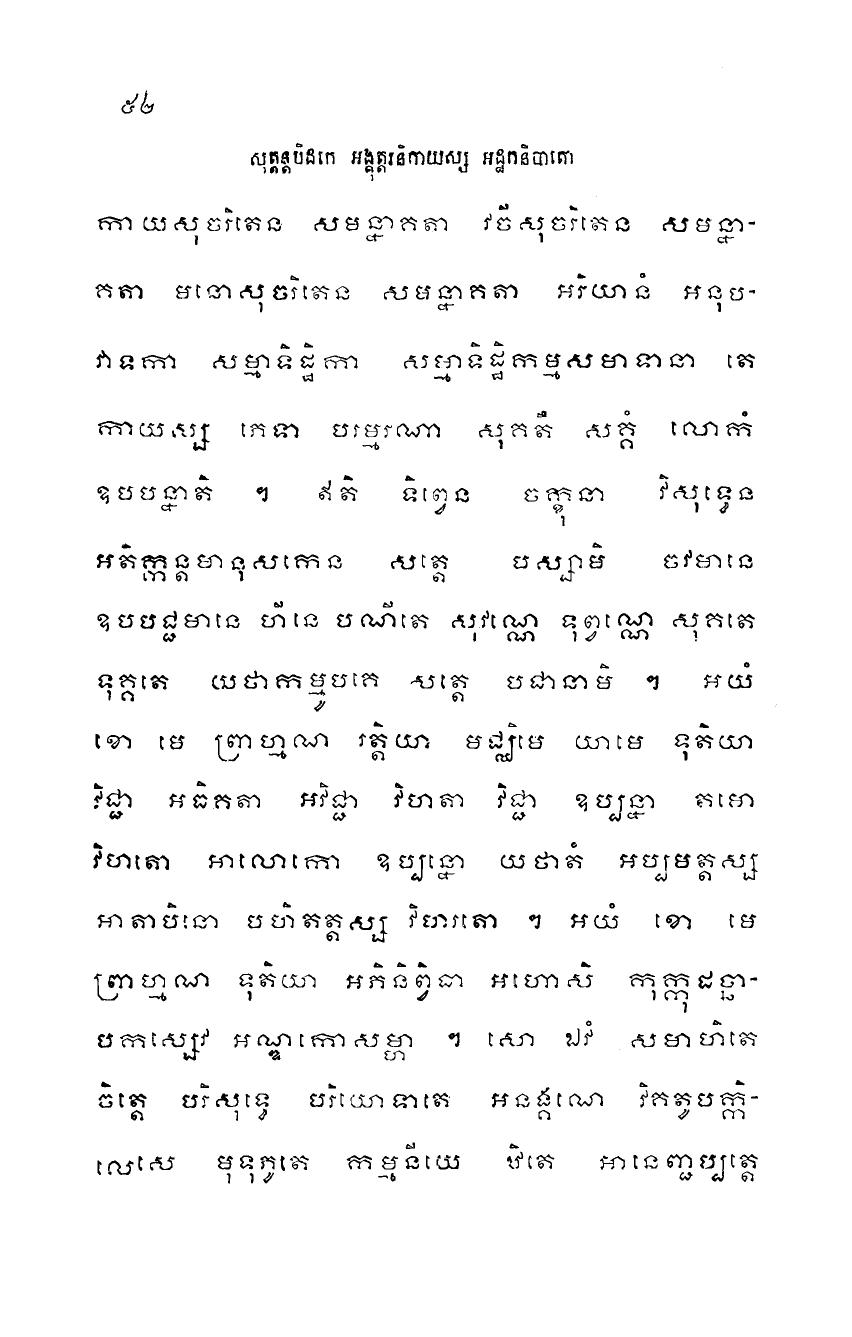 ៥២
សុត្តន្តបិដកេ អង្គុត្តរនិកាយស្ស អដ្ឋកនិបាតោ
កាយសុចរិតេន សមន្នាគតា វចីសុចរិតេន សមន្នា-
គតា មនោសុចរិតេន សមន្នាគតា អរិយានំ អនុប-
វាទកា សម្មាទិដ្ឋិកា សម្មាទិដ្ឋិកម្មសមាទានា តេ
កាយស្ស ភេទា បរម្មរណា សុគតឹ សគ្គំ លោកំ
ឧបបន្នាតិ ។ ឥតិ ទិព្វេន ចក្ខុនា វិសុទ្ធេន
អតិក្កន្តមានុសកេន សត្តេ បស្សាមិ ចវមានេ
ឧបបជ្ជមានេ ហីនេ បណីតេ សុវណ្ណេ ទុព្វណ្ណេ សុគតេ
ទុគ្គតេ យថាកម្មូបគេ សត្តេ បជានាមិ ។ អយំ
ខោ មេ ព្រាហ្មណ រត្តិយា មជ្ឈិមេ យាមេ ទុតិយា
វិជ្ជា អធិគតា អវិជ្ជា វិហតា វិជ្ជា ឧប្បន្នា តមោ
វិហតោ អាលោកោ ឧប្បន្នោ យថាតំ អប្បមត្តស្ស
អាតាបិនោ បហិតត្តស្ស វិហរតោ ។ អយំ ខោ មេ
ព្រាហ្មណ ទុតិយា អភិនិព្វិធា អហោសិ កុក្កុដច្ឆា-
បកស្សេវ អណ្ឌកោសម្ហា ។ សោ ឯវំ សមាហិតេ
ចិត្តេ បរិសុទ្ធេ បរិយោទាតេ អនង្គណេ វិគតូបក្កិ-
លេសេ មុទុភូតេ កម្មនីយេ ឋិតេ អានេញ្ជប្បត្តេ